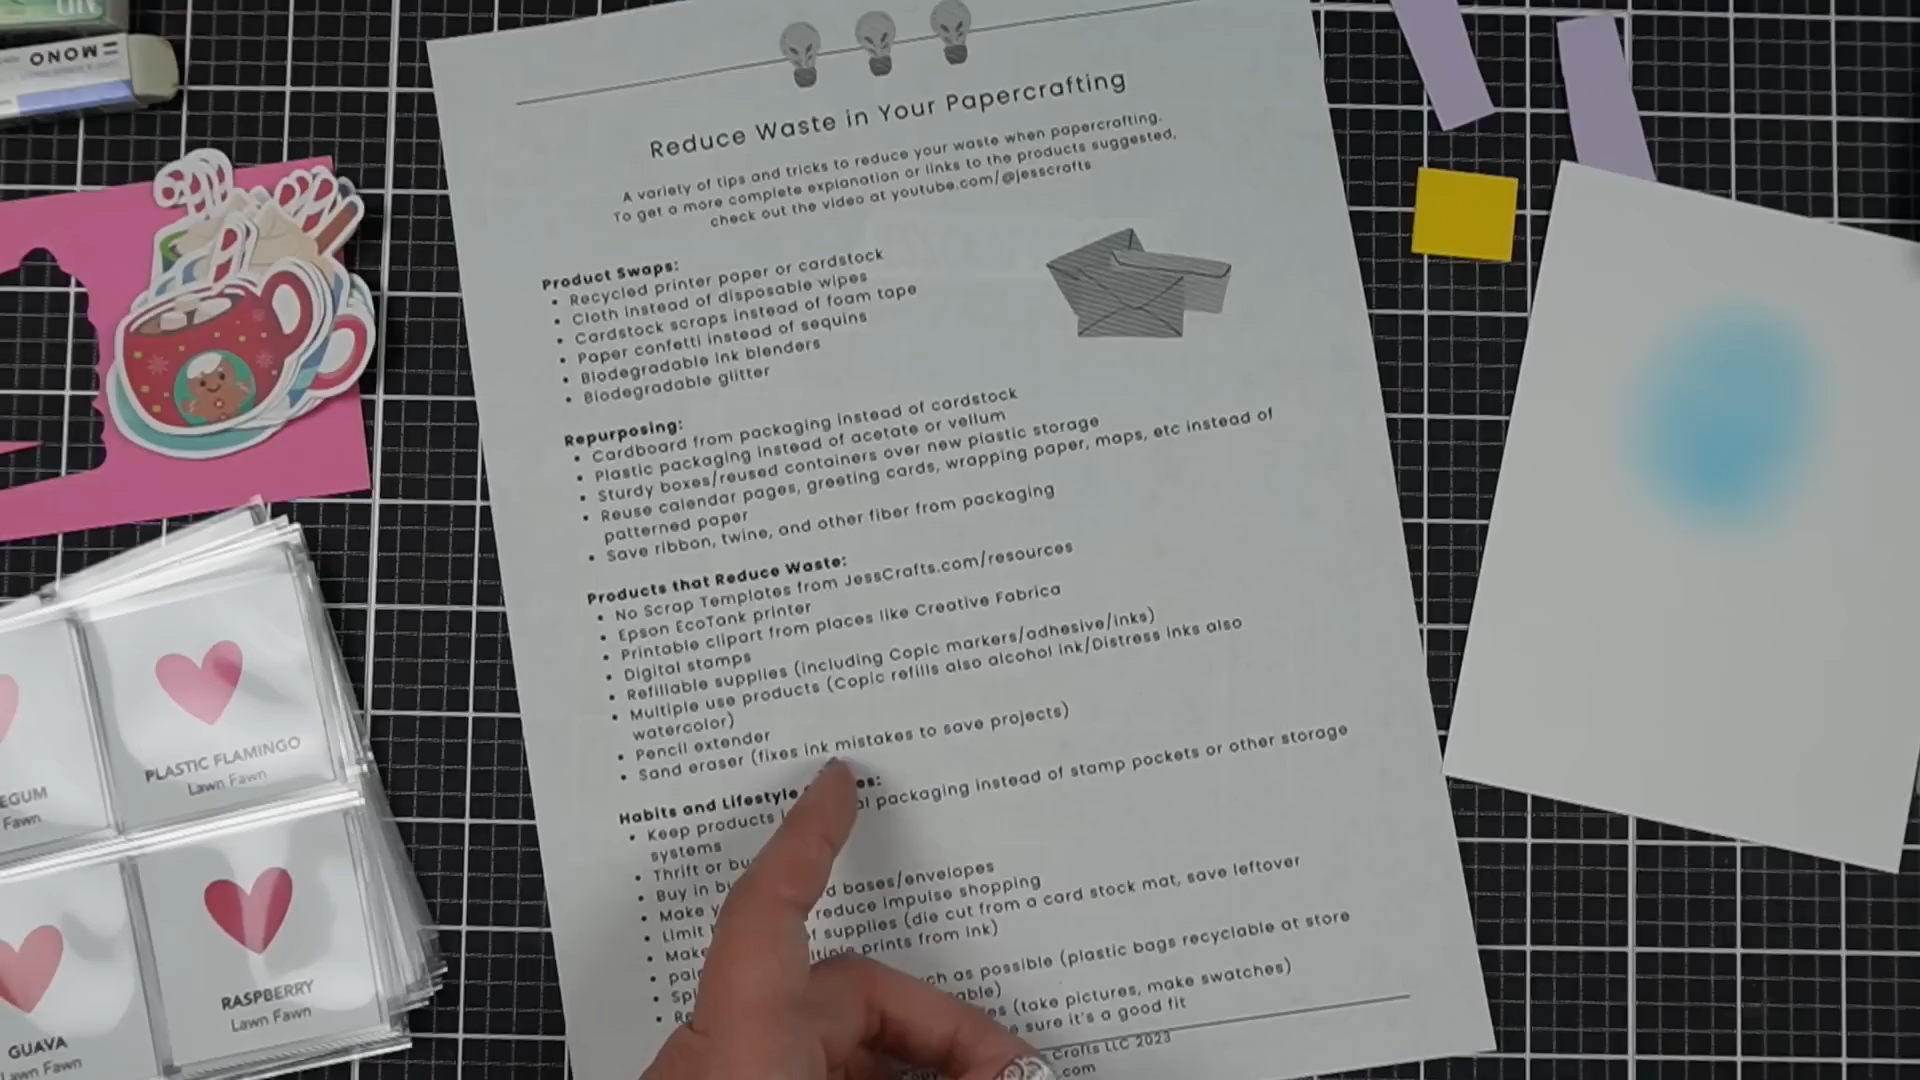 MONO
Reduce Waste in Your Papercrafting
A variety of tips and tricks to reduce your waste when papercrafting.
To get a more complete explanation or links to the products suggested,
check out the video at youtube.com/@jesscrafts
Product Swaps:
• Recycled printer paper or cardstock
• Cloth instead of disposable wipes
• Cardstock scraps instead of foam tape
• Paper confetti instead of sequins
• Biodegradable ink blenders
• Biodegradable glitter
Repurposing:
• Cardboard from packaging instead of cardstock
• Plastic packaging instead of acetate or vellum
• Sturdy boxes/reused containers over new plastic storage
• Reuse calendar pages, greeting cards, wrapping paper, maps, etc instead of
patterned paper
• Save ribbon, twine, and other fiber from packaging
Products that Reduce Waste:
• No Scrap Templates from JessCrafts.com/resources
• Epson EcoTank printer
• Printable clipart from places like Creative Fabrica
• Digital stamps
• Refillable supplies (including Copic markers/adhesive/inks)
• Multiple use products (Copic refills also alcohol ink/Distress inks also
watercolor)
• Pencil extender
• Sand eraser (fixes ink mistakes to save projects)
Habits and Lifestyle
• Keep products packaging instead of stamp pockets or other storage
systems
• Thrift or
• Buy in bases/envelopes
• Make reduce impulse shopping
• Limit supplies (die cut from a card stock mat, save leftover
• Make prints from ink)
• as possible (plastic bags recyclable at store
• (take pictures, make swatches)
sure it's a good fit
Crafts LLC 2023
.com
EGUM
Fawn
PLASTIC FLAMINGO
Lawn Fawn
GUAVA
Lawn Fawn
RASPBERRY
Lawn Fawn